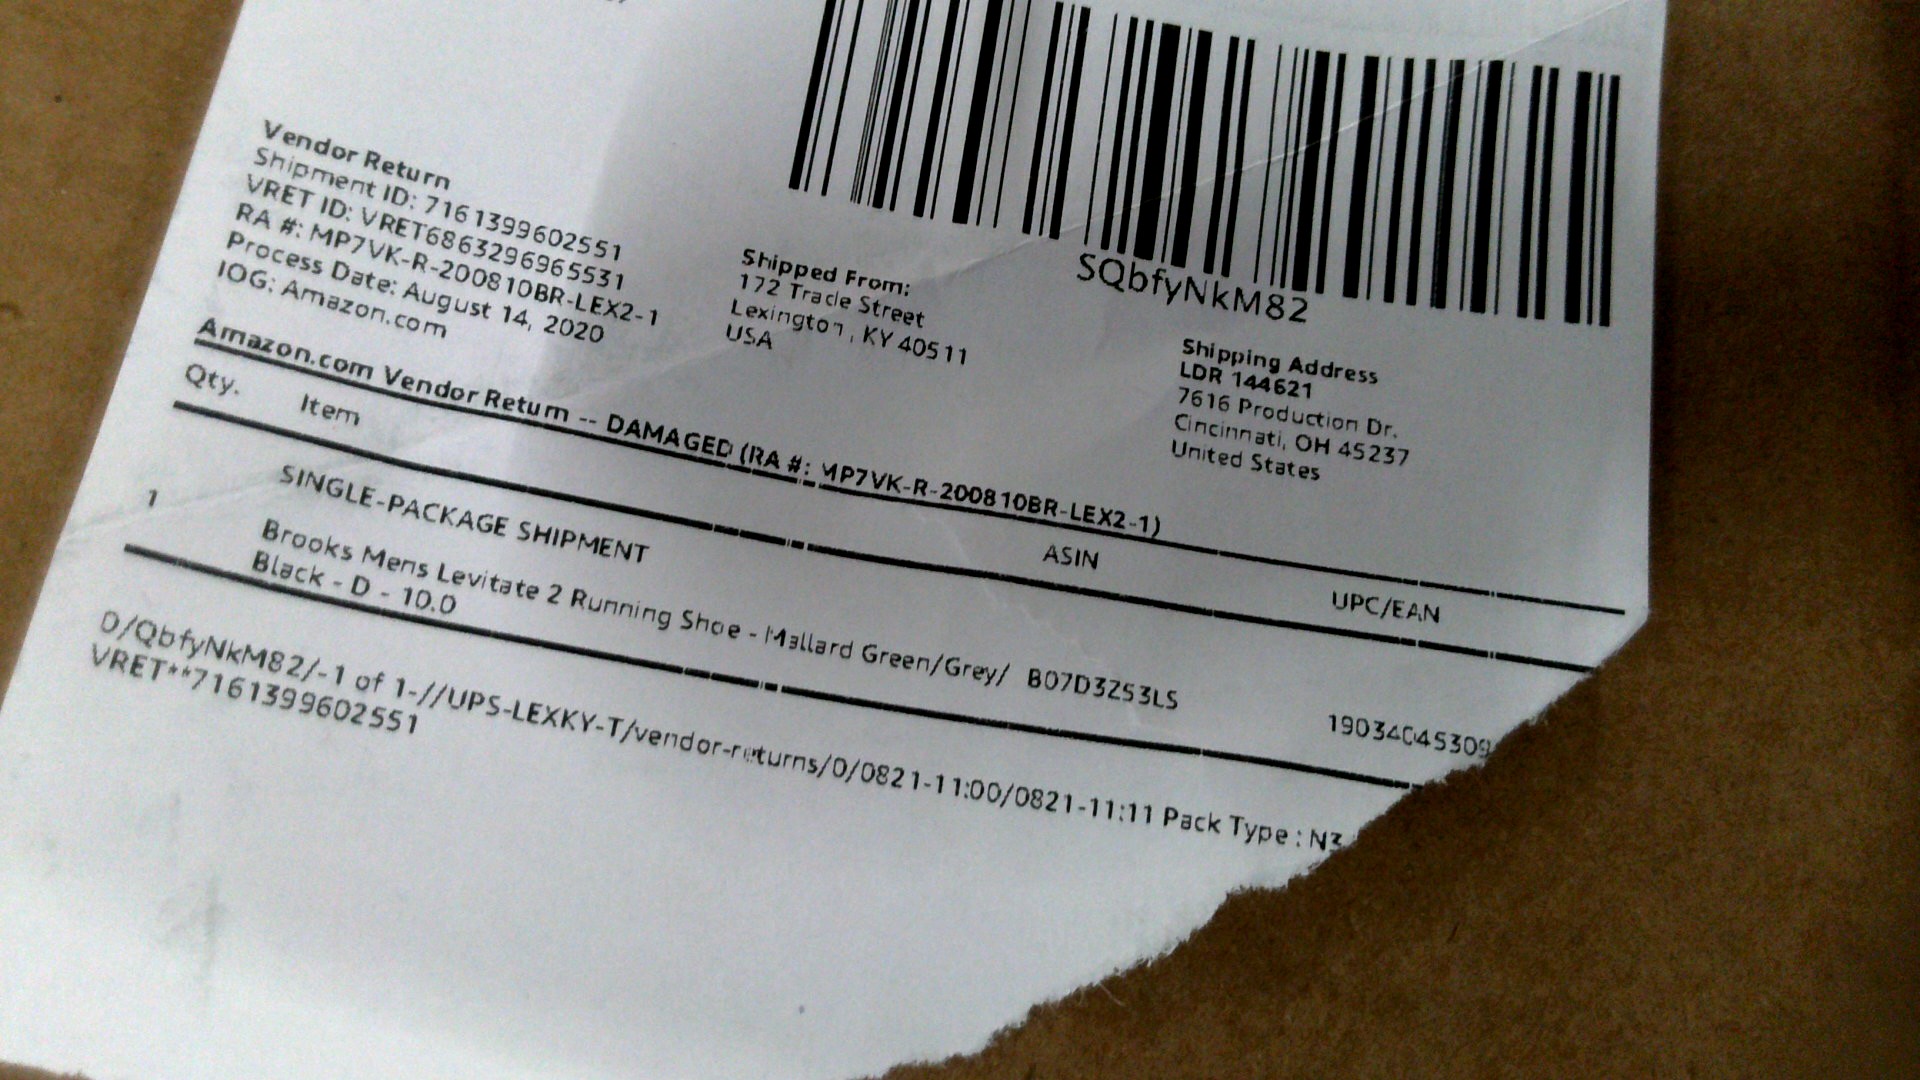 Vendor Return
Shipment ID: 7161399602551
VRET ID: VRET6863296965531
RA #: MP7VK-R-200810BR-LEX2-1
Process Date: August 14, 2020
IOG: Amazon.com
Shipped From:
172 Trade Street
Lexington, KY 40511
USA
SQbfyNkM82
Shipping Address
LDR 144621
7616 Production Dr.
Cincinnati, OH 45237
United States
Amazon.com Vendor Return -- DAMAGED (RA #: MP7VK-R-200810BR-LEX2-1)
Qty. Item ASIN UPC/EAN
SINGLE-PACKAGE SHIPMENT
1 Brooks Mens Levitate 2 Running Shoe - Mallard Green/Grey/ B07D3Z53LS
Black - D - 10.0
D/QbfyNkM82/-1 of 1-//UPS-LEXKY-T/vendor-returns/0/0821-11:00/0821-11:11 Pack Type :
VRET**7161399602551